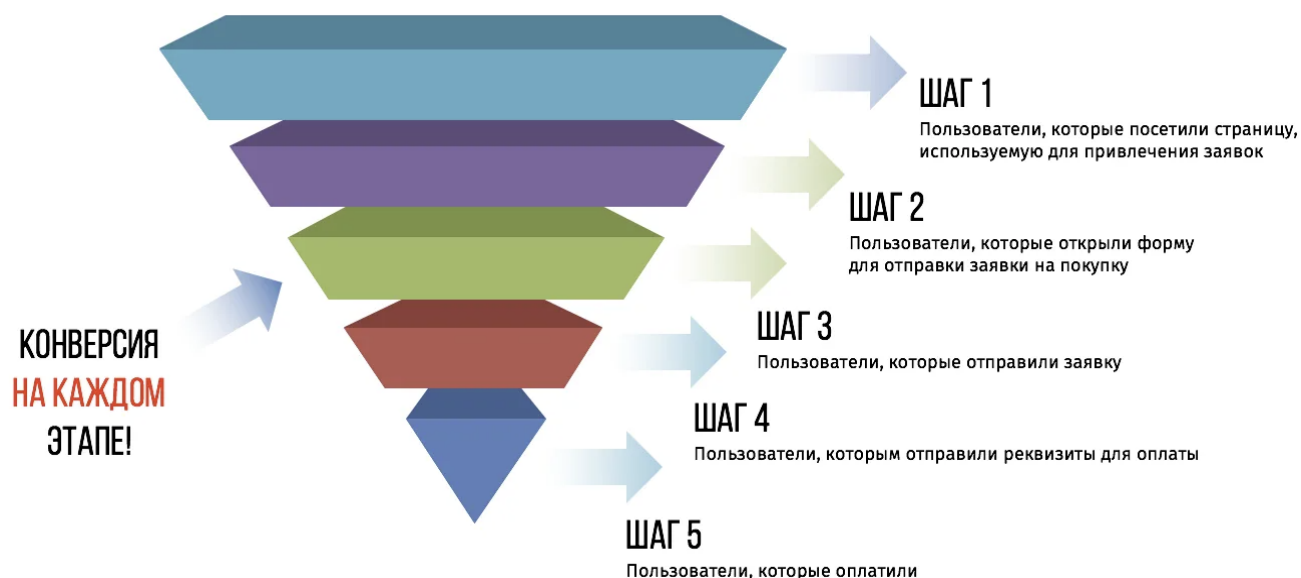 ШАГ 1
Пользователи, которые посетили страницу,
используемую для привлечения заявок
ШАГ 2
Пользователи, которые открыли форму
для отправки заявки на покупку
КОНВЕРСИЯ
НА КАЖДОМ
ЭТАПЕ!
ШАГ 3
Пользователи, которые отправили заявку
ШАГ 4
Пользователи, которым отправили реквизиты для оплаты
ШАГ 5
Пользователи, которые оплатили